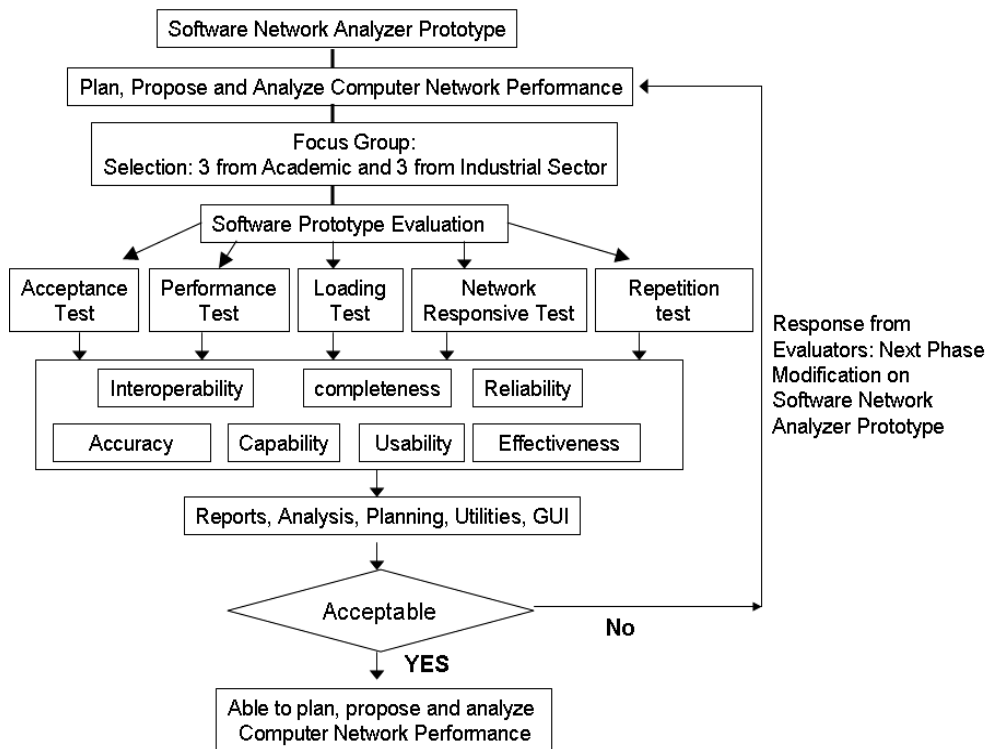 Software Network Analyzer Prototype
Plan, Propose and Analyze Computer Network Performance
Focus Group:
Selection: 3 from Academic and 3 from Industrial Sector
Software Prototype Evaluation
Acceptance
Test
Performance
Test
Loading
Test
Network
Responsive Test
Repetition
test
Response from
Evaluators: Next Phase
Modification on
Software Network
Analyzer Prototype
Interoperability
completeness
Reliability
Accuracy
Capability
Usability
Effectiveness
Reports, Analysis, Planning, Utilities, GUI
Acceptable
No
YES
Able to plan, propose and analyze
Computer Network Performance